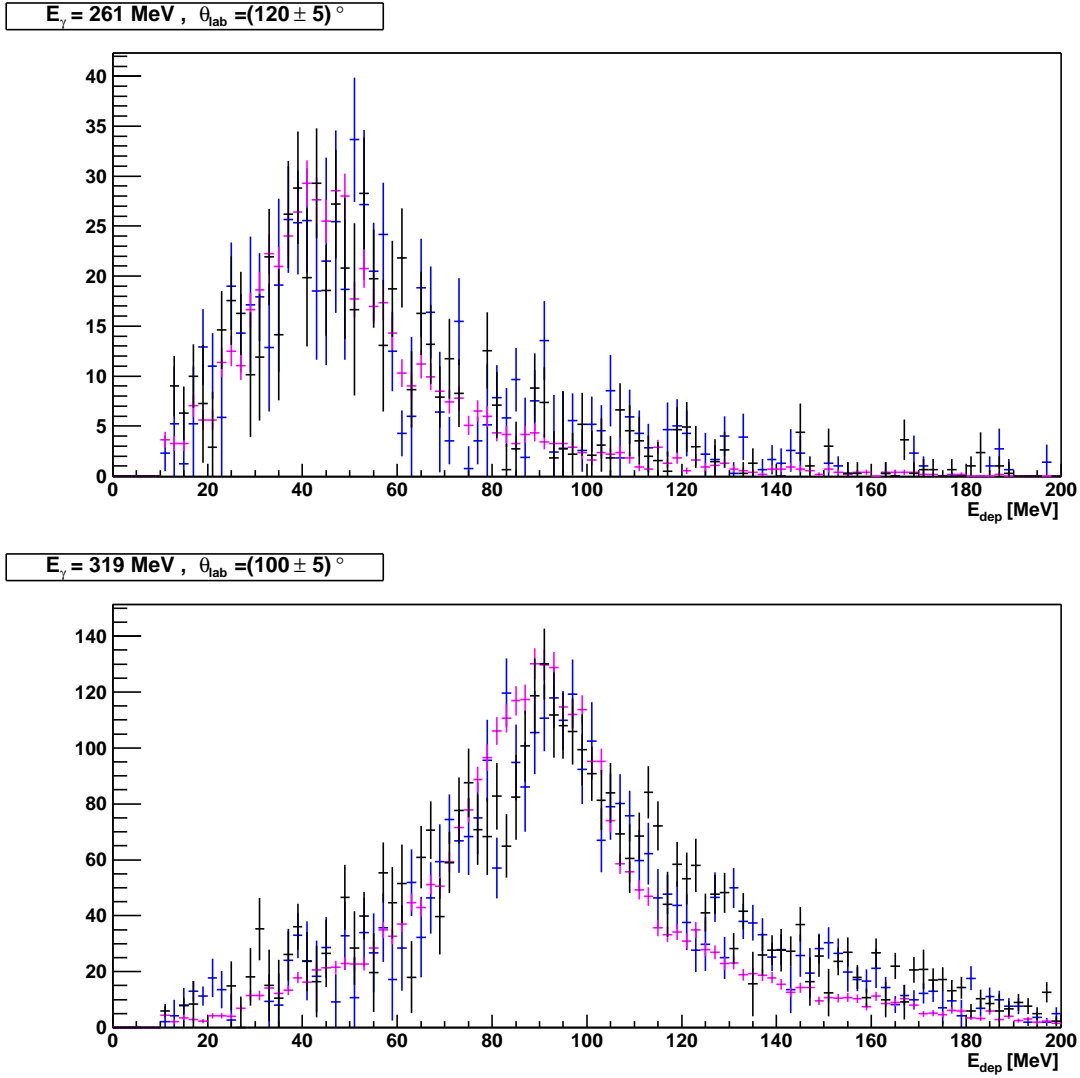 E_γ = 261 MeV , θ_lab =(120 ± 5) °
40
35
30
25
20
15
10
5
0
0 20 40 60 80 100 120 140 160 180 200
E_dep [MeV]
E_γ = 319 MeV , θ_lab =(100 ± 5) °
140
120
100
80
60
40
20
0
0 20 40 60 80 100 120 140 160 180 200
E_dep [MeV]